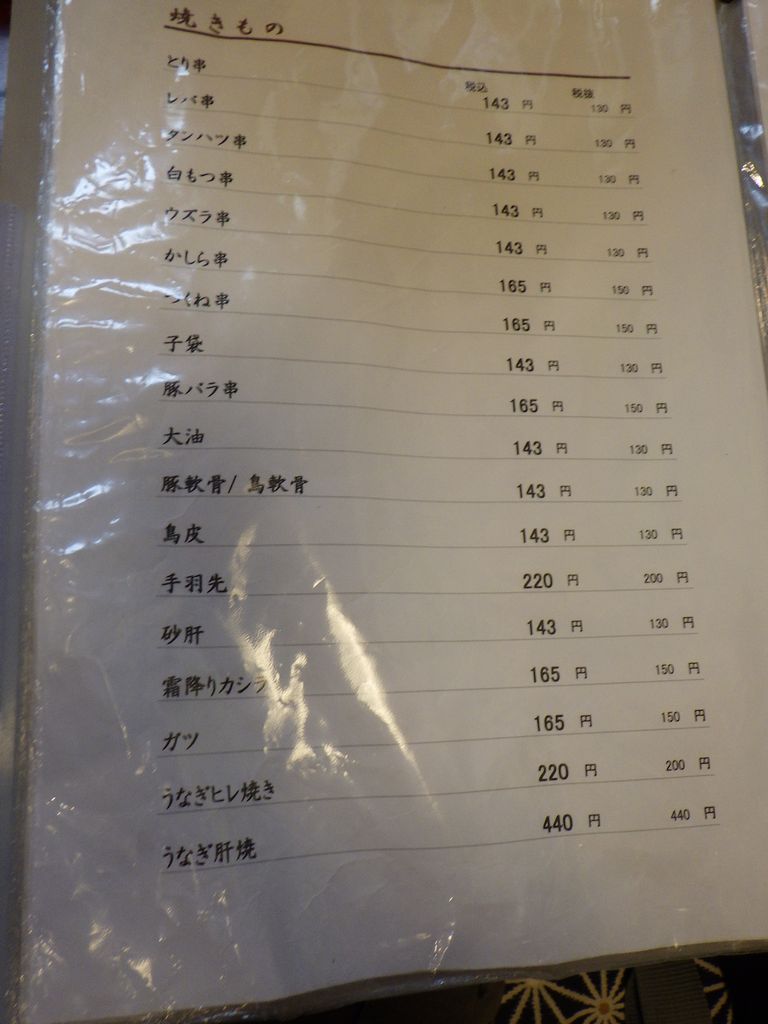 焼きもの
税込 税抜
とり串 143 円 130 円
レバ串 143 円 130 円
タンハツ串 143 円 130 円
白もつ串 143 円 130 円
ウズラ串 143 円 130 円
かしら串 165 円 150 円
つくね串 165 円 150 円
子袋 143 円 130 円
豚バラ串 165 円 150 円
大油 143 円 130 円
豚軟骨/ 鳥軟骨 143 円 130 円
鳥皮 143 円 130 円
手羽先 220 円 200 円
砂肝 143 円 130 円
霜降りカシラ 165 円 150 円
ガツ 165 円 150 円
うなぎヒレ焼き 220 円 200 円
うなぎ肝焼 440 円 440 円